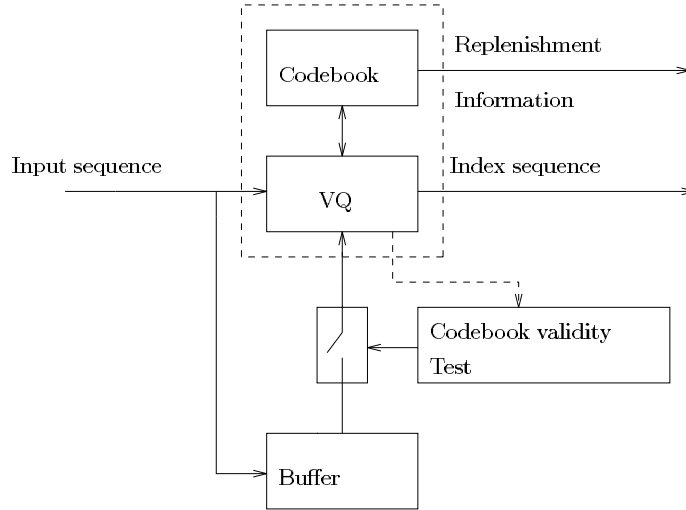 Replenishment
Codebook
Information
Input sequence
Index sequence
VQ
Codebook validity
Test
Buffer